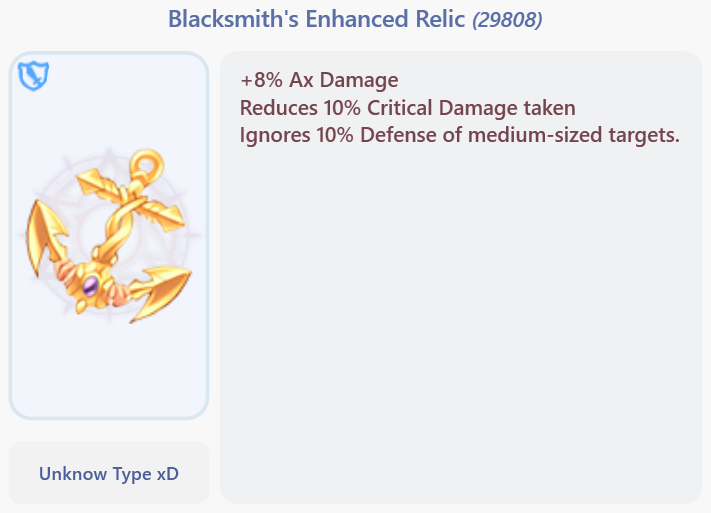 Blacksmith's Enhanced Relic (29808)
+8% Ax Damage
Reduces 10% Critical Damage taken
Ignores 10% Defense of medium-sized targets.
Unknow Type xD